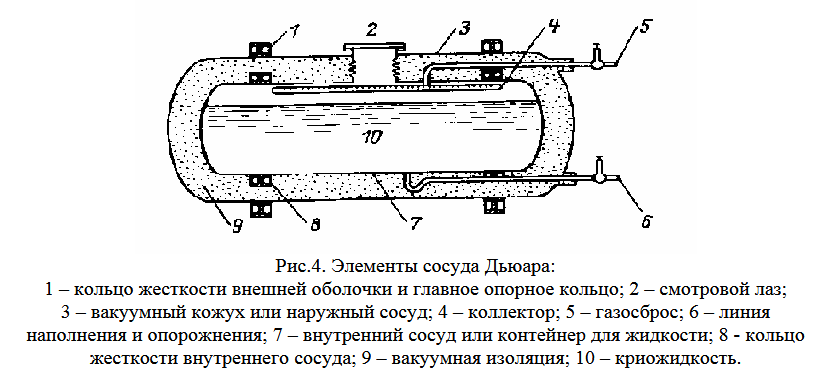 1 2 3 4 5
10
9 8 7 6
Рис.4. Элементы сосуда Дьюара:
1 – кольцо жесткости внешней оболочки и главное опорное кольцо; 2 – смотровой лаз;
3 – вакуумный кожух или наружный сосуд; 4 – коллектор; 5 – газосброс; 6 – линия
наполнения и опорожнения; 7 – внутренний сосуд или контейнер для жидкости; 8 - кольцо
жесткости внутреннего сосуда; 9 – вакуумная изоляция; 10 – криожидкость.